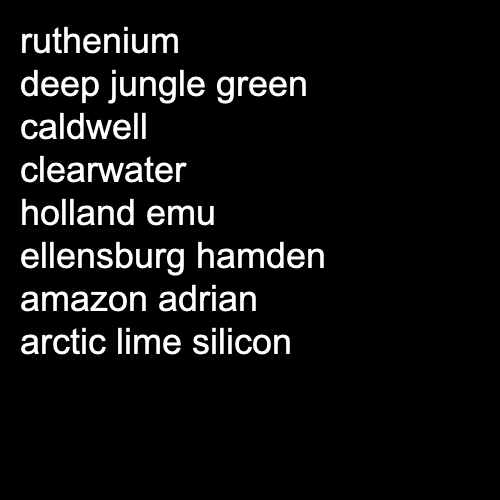 ruthenium
deep jungle green
caldwell
clearwater
holland emu
ellensburg hamden
amazon adrian
arctic lime silicon